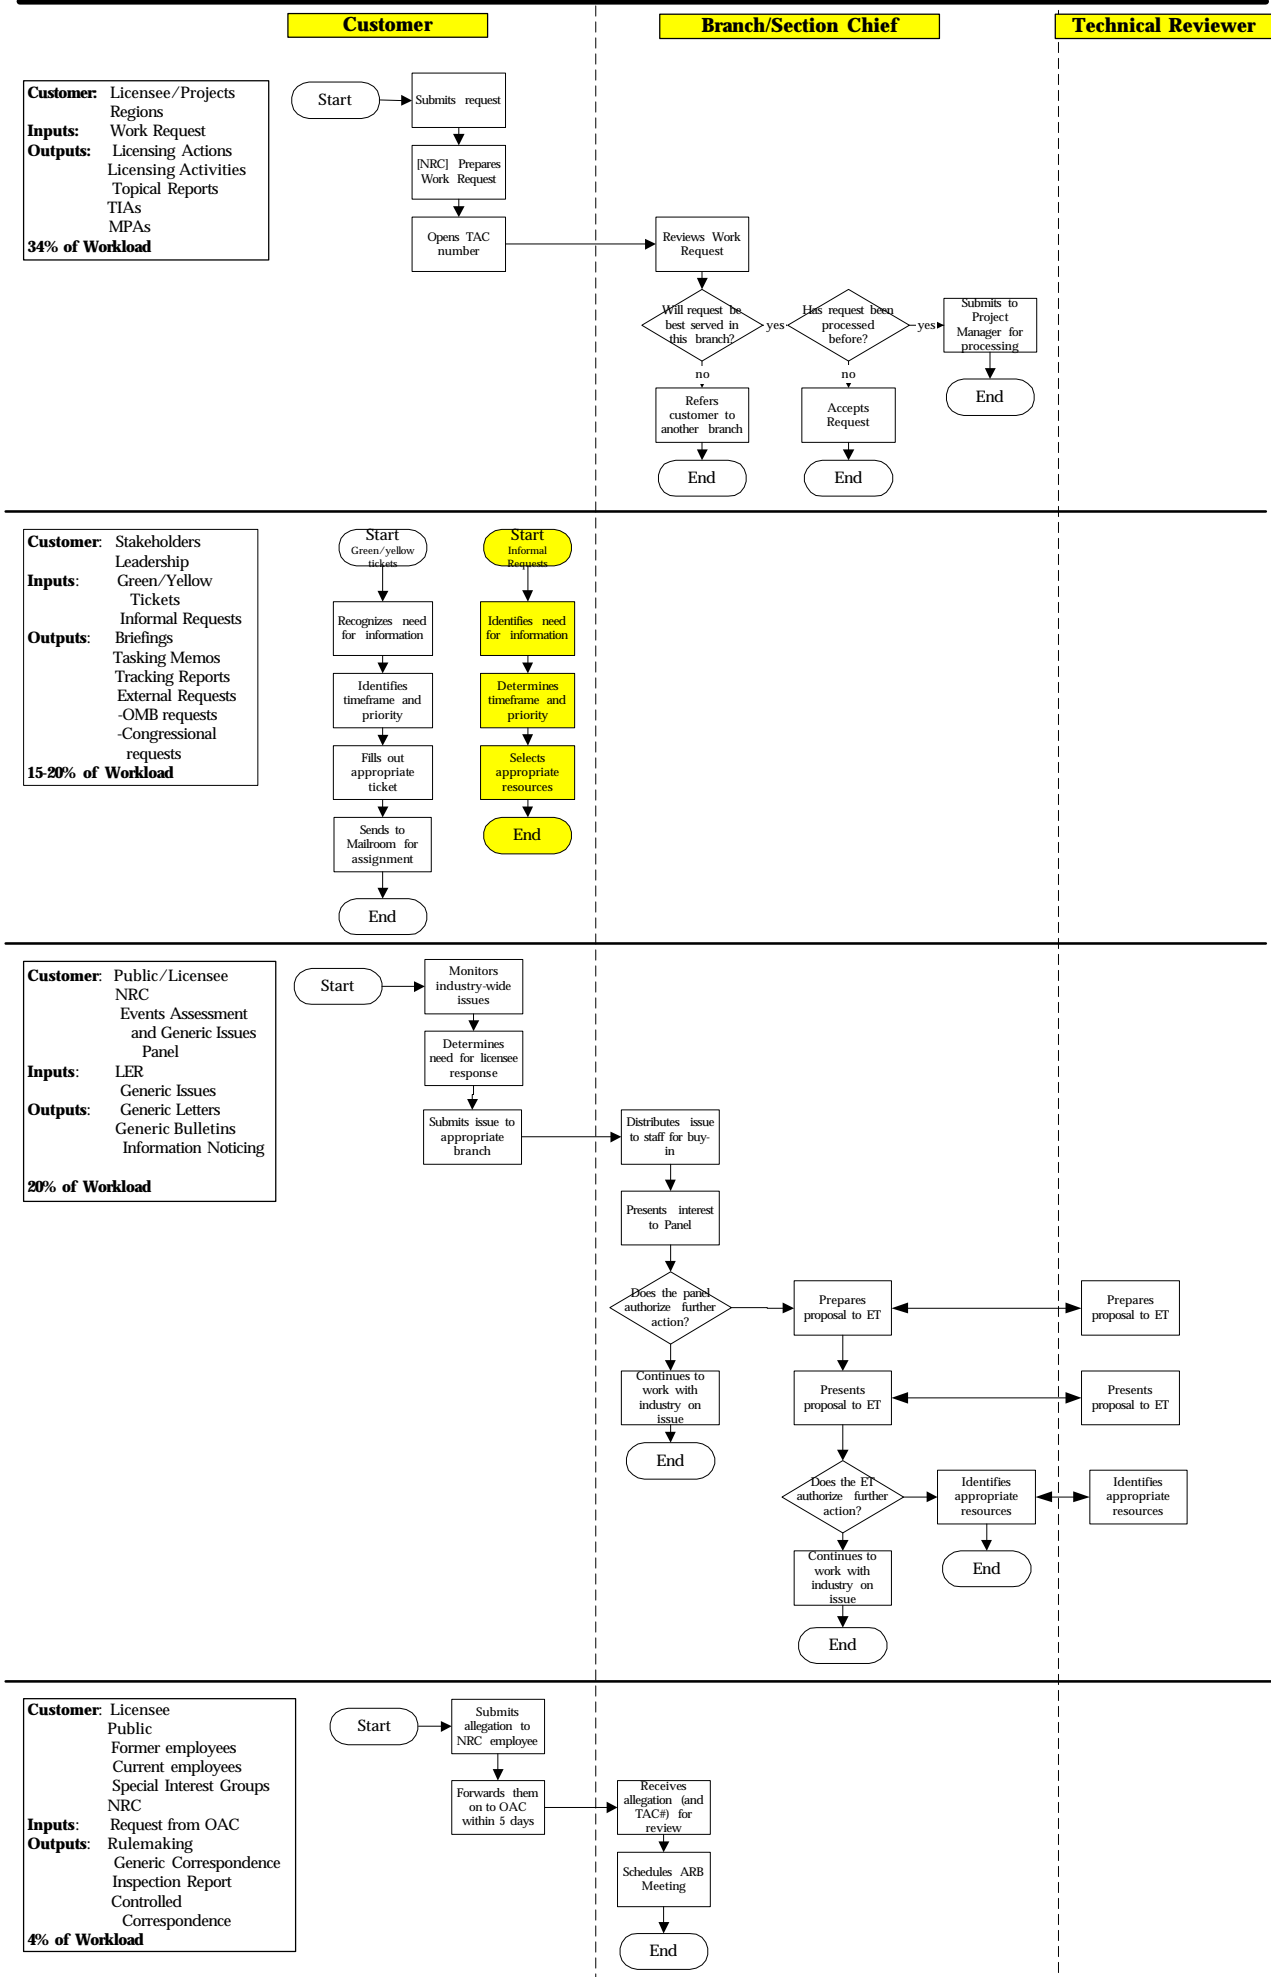 Customer
Branch/Section Chief
Technical Reviewer
Customer: Licensee/Projects
Regions
Inputs: Work Request
Outputs: Licensing Actions
Licensing Activities
Topical Reports
TIAs
MPAs
34% of Workload
Start
Submits request
[NRC] Prepares
Work Request
Opens TAC
number
Reviews Work
Request
Will request be
best served in
this branch?
yes
Has request been
processed
before?
yes
Submits to
Project
Manager for
processing
End
no
Refers
customer to
another branch
End
no
Accepts
Request
End
Customer: Stakeholders
Leadership
Inputs: Green/Yellow
Tickets
Informal Requests
Outputs: Briefings
Tasking Memos
Tracking Reports
External Requests
-OMB requests
-Congressional
requests
15-20% of Workload
Start
Green/yellow
tickets
Recognizes need
for information
Identifies
timeframe and
priority
Fills out
appropriate
ticket
Sends to
Mailroom for
assignment
End
Start
Informal
Requests
Identifies need
for information
Determines
timeframe and
priority
Selects
appropriate
resources
End
Customer: Public/Licensee
NRC
Events Assessment
and Generic Issues
Panel
Inputs: LER
Generic Issues
Outputs: Generic Letters
Generic Bulletins
Information Noticing
20% of Workload
Start
Monitors
industry-wide
issues
Determines
need for licensee
response
Submits issue to
appropriate
branch
Distributes issue
to staff for buy-
in
Presents interest
to Panel
Does the panel
authorize further
action?
Continues to
work with
industry on
issue
End
Prepares
proposal to ET
Prepares
proposal to ET
Presents
proposal to ET
Presents
proposal to ET
Does the ET
authorize further
action?
Identifies
appropriate
resources
Identifies
appropriate
resources
End
Continues to
work with
industry on
issue
End
Customer: Licensee
Public
Former employees
Current employees
Special Interest Groups
NRC
Inputs: Request from OAC
Outputs: Rulemaking
Generic Correspondence
Inspection Report
Controlled
Correspondence
4% of Workload
Start
Submits
allegation to
NRC employee
Forwards them
on to OAC
within 5 days
Receives
allegation (and
TAC#) for
review
Schedules ARB
Meeting
End